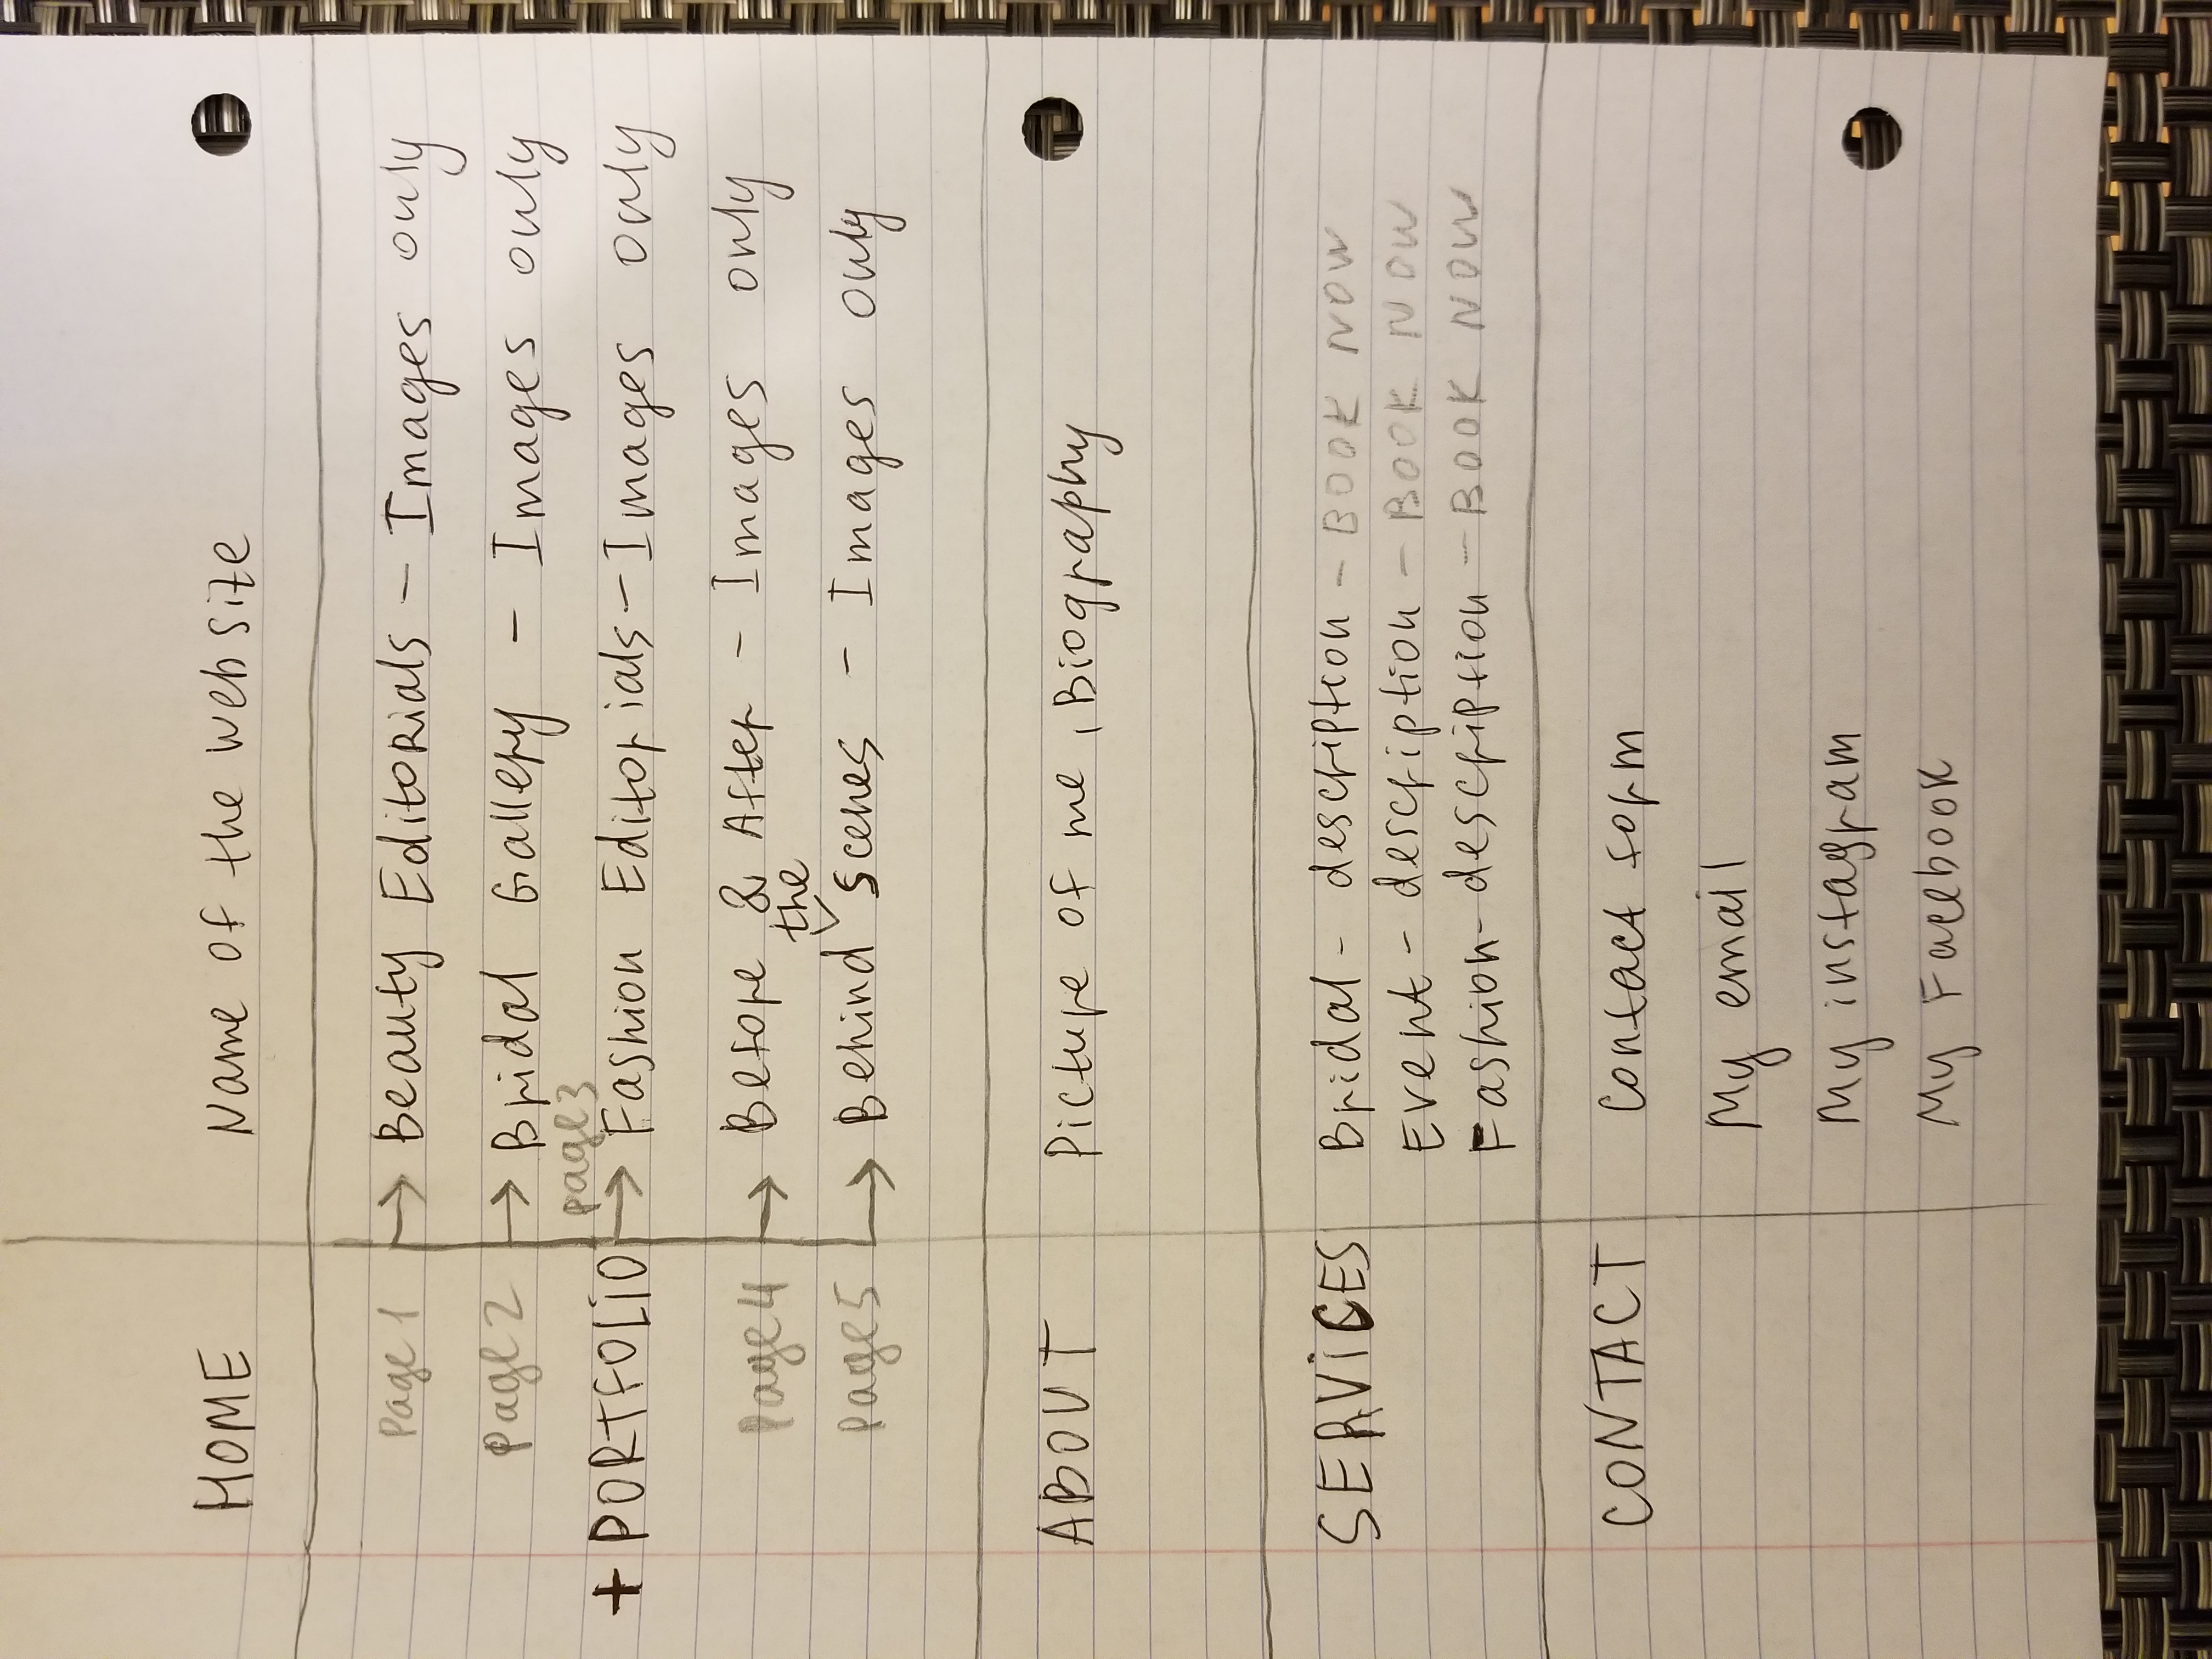 HOME Name of the website
Page 1 → Beauty Editorials - Images only
Page 2 → Bridal Gallery - Images only
page 3
+ PORTFOLIO → Fashion Editorials - Images only
Page 4 → Before & After - Images only
the
Page 5 → Behind scenes - Images only
ABOUT Picture of me, Biography
SERVICES Bridal - description - BOOK NOW
Event - description - BOOK NOW
Fashion - description - BOOK NOW
CONTACT Contact form
My email
My instagram
My Facebook